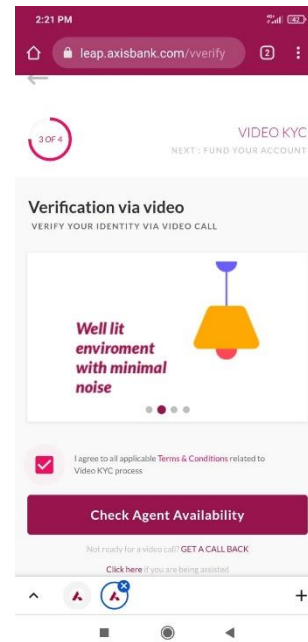 2:21 PM
42
leap.axisbank.com/vverify
2
3 OF 4
VIDEO KYC
NEXT : FUND YOUR ACCOUNT
Verification via video
VERIFY YOUR IDENTITY VIA VIDEO CALL
Well lit
enviroment
with minimal
noise
I agree to all applicable Terms & Conditions related to
Video KYC process
Check Agent Availability
Not ready for a video call? GET A CALL BACK
Click here if you are being assisted